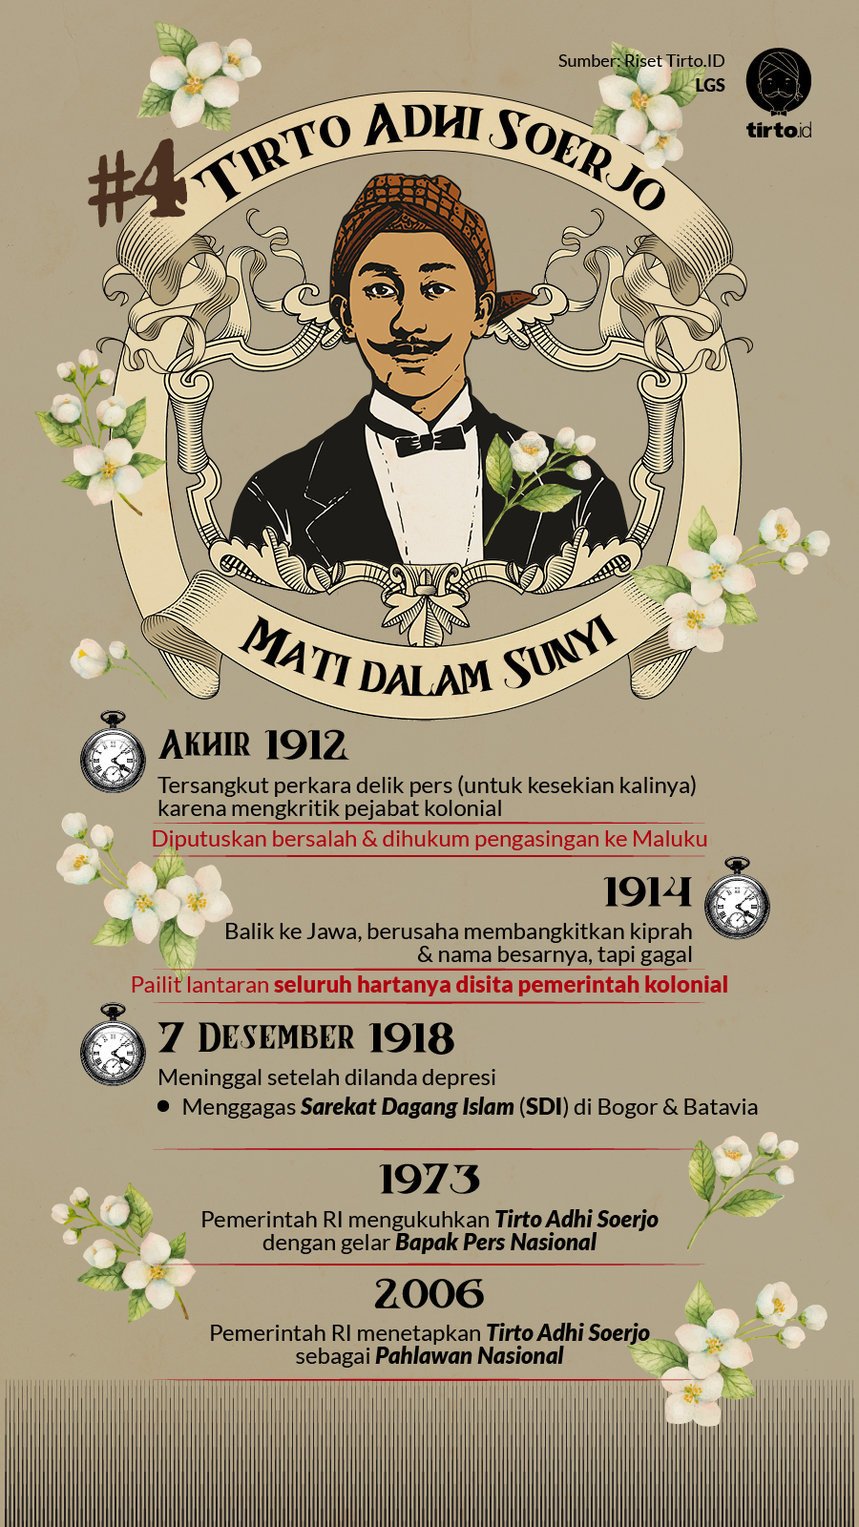 Sumber: Riset Tirto.ID
LGS
tirto.id
#4
TIRTO ADHI SOERJO
MATI DALAM SUNYI
AKHIR 1912
Tersangkut perkara delik pers (untuk kesekian kalinya)
karena mengkritik pejabat kolonial
Diputuskan bersalah & dihukum pengasingan ke Maluku
1914
Balik ke Jawa, berusaha membangkitkan kiprah
& nama besarnya, tapi gagal
Pailit lantaran seluruh hartanya disita pemerintah kolonial
7 DESEMBER 1918
Meninggal setelah dilanda depresi
• Menggagas Sarekat Dagang Islam (SDI) di Bogor & Batavia
1973
Pemerintah RI mengukuhkan Tirto Adhi Soerjo
dengan gelar Bapak Pers Nasional
2006
Pemerintah RI menetapkan Tirto Adhi Soerjo
sebagai Pahlawan Nasional